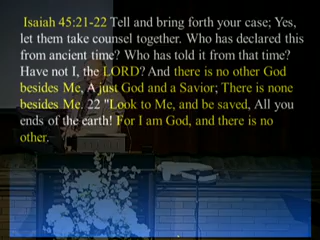 Isaiah 45:21-22 Tell and bring forth your case; Yes,
let them take counsel together. Who has declared this
from ancient time? Who has told it from that time?
Have not I, the LORD? And there is no other God
besides Me, A just God and a Savior; There is none
besides Me. 22 "Look to Me, and be saved, All you
ends of the earth! For I am God, and there is no
other.